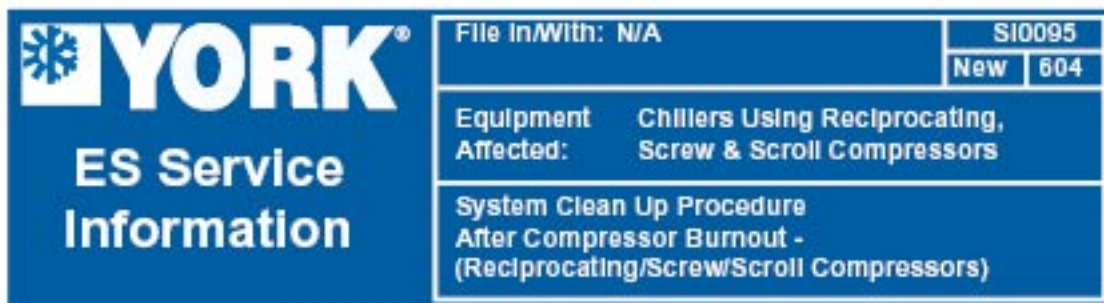 YORK®
ES Service
Information
File In/With: N/A
SI0095
New 604
Equipment Affected: Chillers Using Reciprocating,
Screw & Scroll Compressors
System Clean Up Procedure
After Compressor Burnout -
(Reciprocating/Screw/Scroll Compressors)